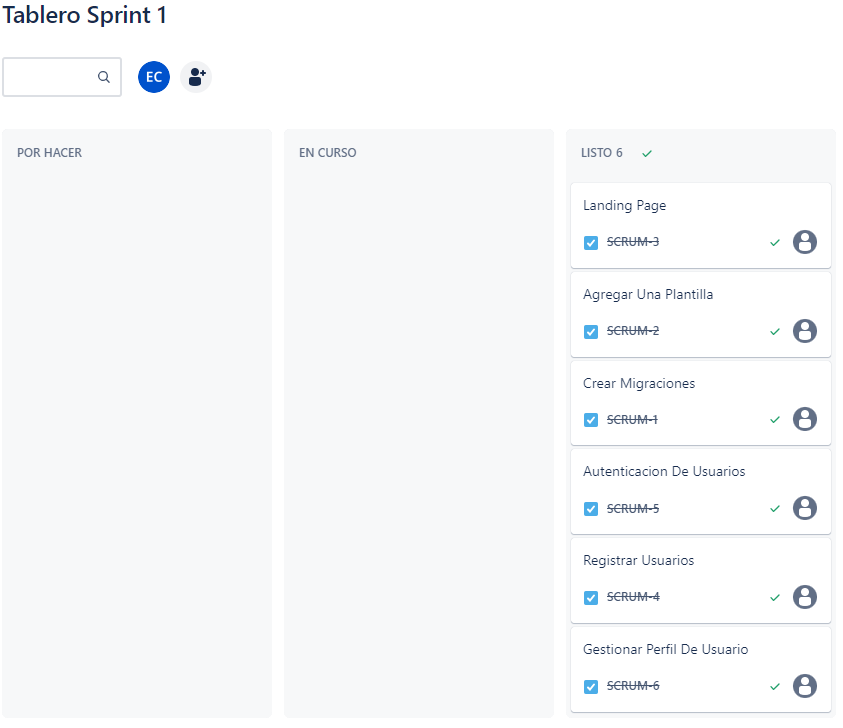 Tablero Sprint 1
EC
POR HACER
EN CURSO
LISTO 6
Landing Page
SCRUM-3
Agregar Una Plantilla
SCRUM-2
Crear Migraciones
SCRUM-1
Autenticacion De Usuarios
SCRUM-5
Registrar Usuarios
SCRUM-4
Gestionar Perfil De Usuario
SCRUM-6